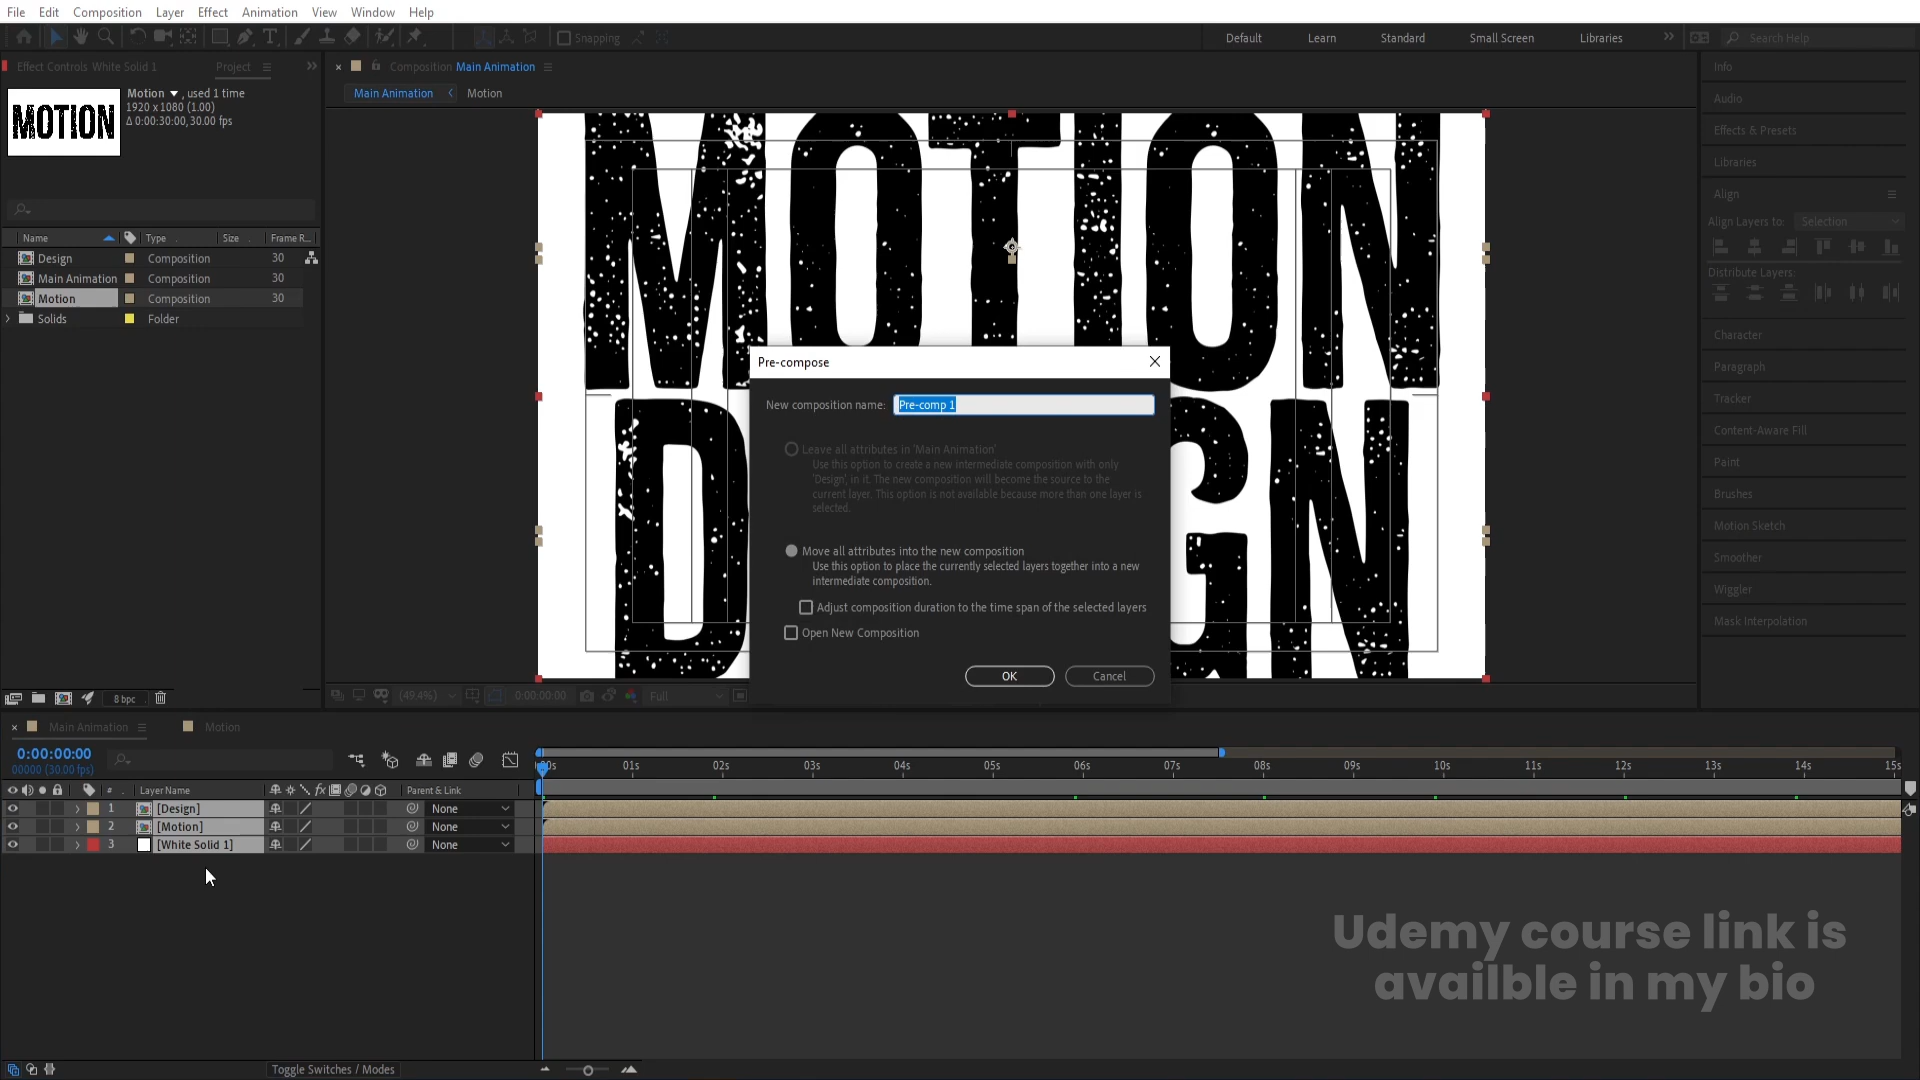 File Edit Composition Layer Effect Animation View Window Help
Snapping
Default Learn Standard Small Screen Libraries Search Help
Effect Controls White Solid 1 Project
Composition Main Animation
Main Animation Motion
MOTION
Motion , used 1 time
1920 x 1080 (1.00)
Δ 0:00:30:00, 30.00 fps
Name Type Size Frame R...
Design Composition 30
Main Animation Composition 30
Motion Composition 30
Solids Folder
8 bpc
MOTION
Pre-compose
New composition name: Pre-comp 1
Leave all attributes in 'Main Animation'
Use this option to create a new intermediate composition with only
'Design', in it. The new composition will become the source to the
current layer. This option is not available because more than one layer is
selected.
Move all attributes into the new composition
Use this option to place the currently selected layers together into a new
intermediate composition.
Adjust composition duration to the time span of the selected layers
Open New Composition
OK Cancel
D GN
(49.4%) 0:00:00:00 Full
Info
Audio
Effects & Presets
Libraries
Align
Align Layers to: Selection
Distribute Layers:
Character
Paragraph
Tracker
Content-Aware Fill
Paint
Brushes
Motion Sketch
Smoother
Wiggler
Mask Interpolation
Main Animation Motion
0:00:00:00
00000 (30.00 fps)
# Layer Name fx Parent & Link
1 [Design] None
2 [Motion] None
3 [White Solid 1] None
00s 01s 02s 03s 04s 05s 06s 07s 08s 09s 10s 11s 12s 13s 14s 15s
Udemy course link is
availble in my bio
Toggle Switches / Modes